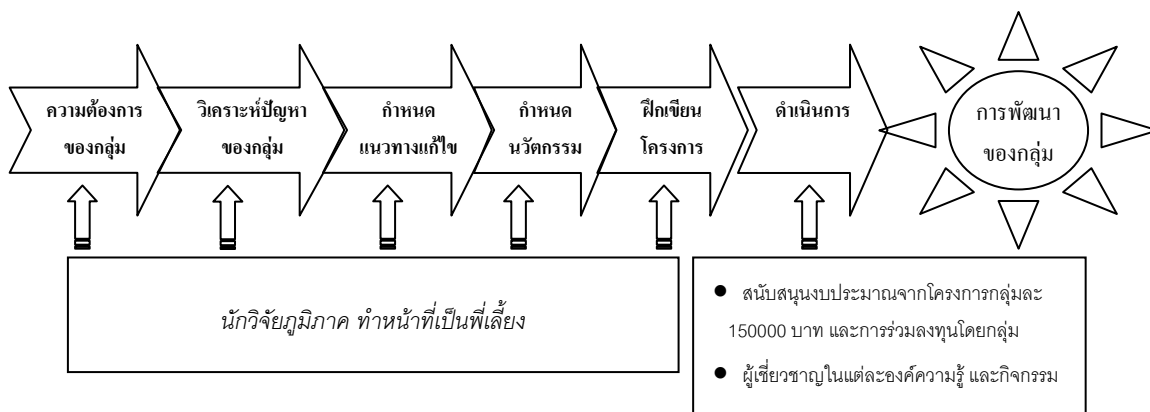 ความต้องการ
ของกลุ่ม
วิเคราะห์ปัญหา
ของกลุ่ม
กำหนด
แนวทางแก้ไข
กำหนด
นวัตกรรม
ฝึกเขียน
โครงการ
ดำเนินการ
การพัฒนา
ของกลุ่ม
นักวิจัยภูมิภาค ทำหน้าที่เป็นพี่เลี้ยง
● สนับสนุนงบประมาณจากโครงการกลุ่มละ
150000 บาท และการร่วมลงทุนโดยกลุ่ม
● ผู้เชี่ยวชาญในแต่ละองค์ความรู้ และกิจกรรม